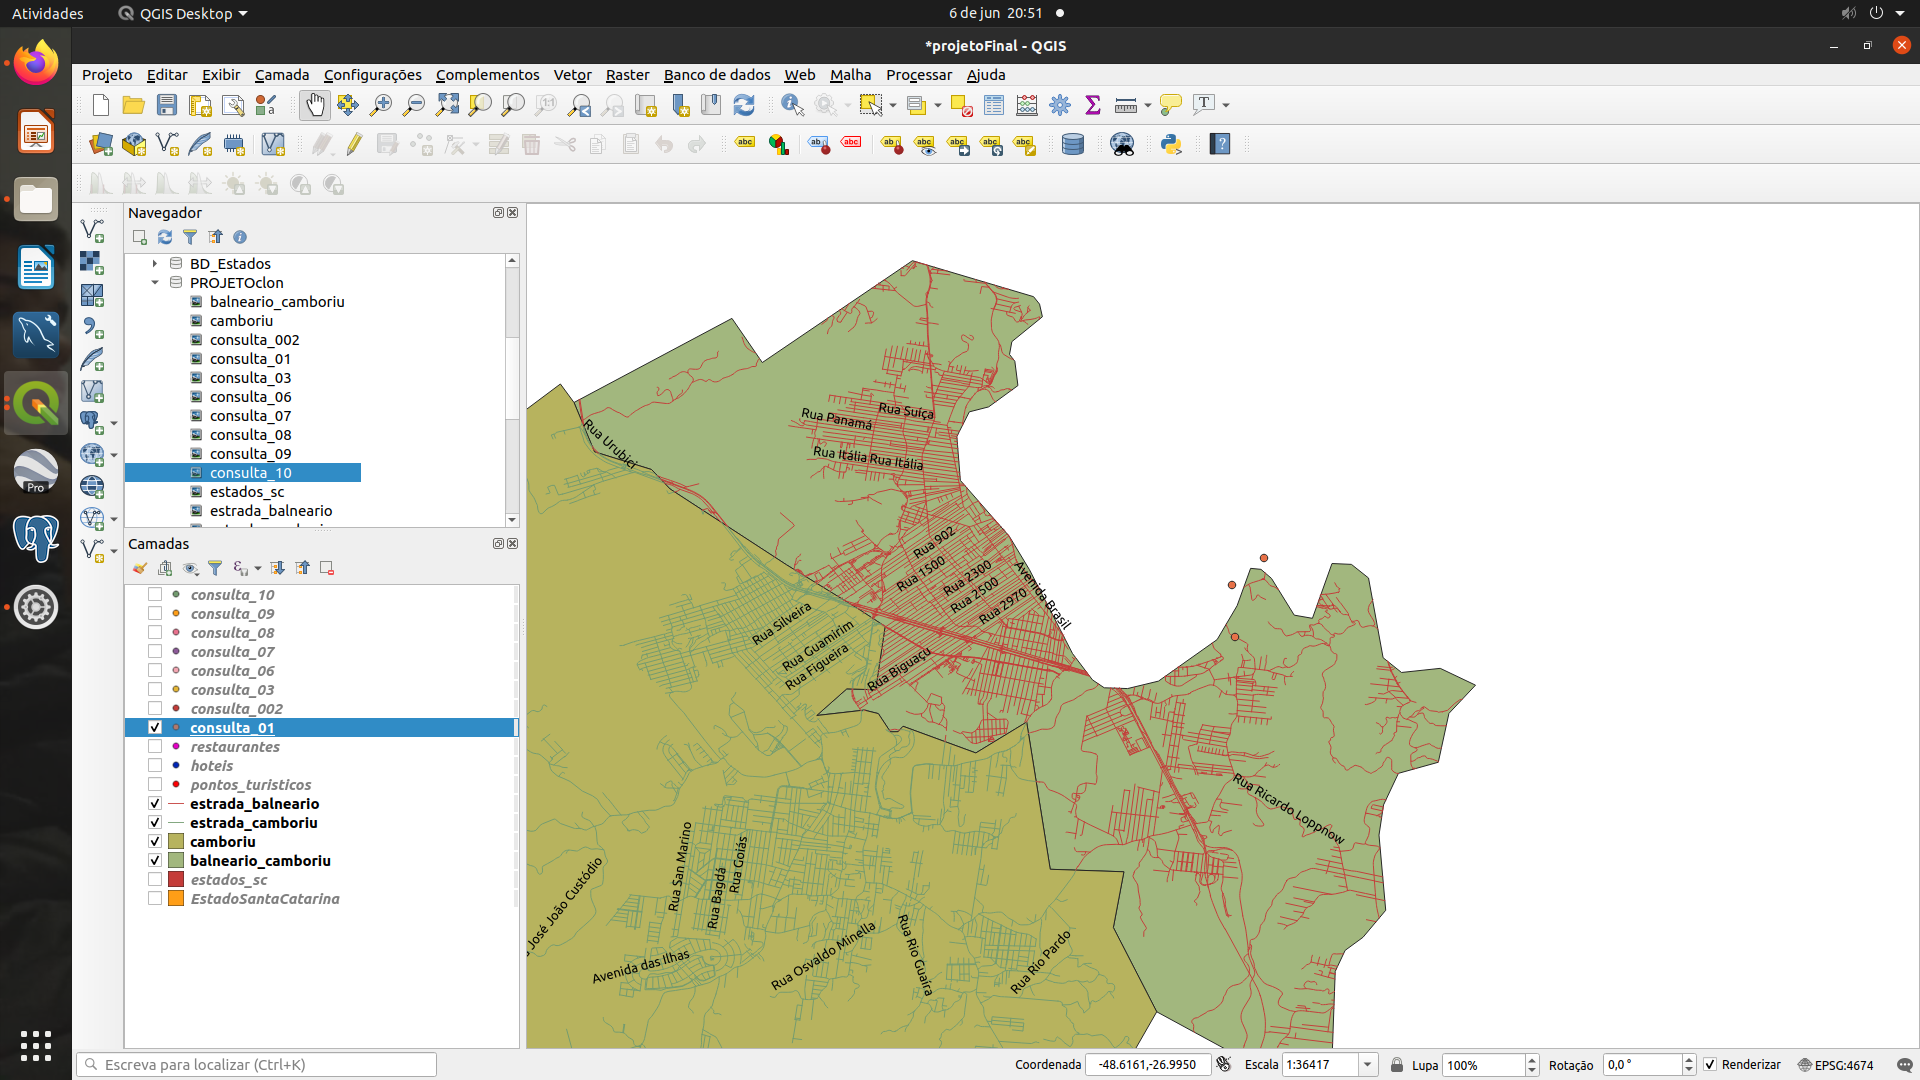 Atividades
QGIS Desktop
6 de jun 20:51
*projetoFinal - QGIS
Projeto Editar Exibir Camada Configurações Complementos Vetor Raster Banco de dados Web Malha Processar Ajuda
Navegador
BD_Estados
PROJETOclon
balneario_camboriu
camboriu
consulta_002
consulta_01
consulta_03
consulta_06
consulta_07
consulta_08
consulta_09
consulta_10
estados_sc
estrada_balneario
Camadas
consulta_10
consulta_09
consulta_08
consulta_07
consulta_06
consulta_03
consulta_002
consulta_01
restaurantes
hoteis
pontos_turisticos
estrada_balneario
estrada_camboriu
camboriu
balneario_camboriu
estados_sc
EstadoSantaCatarina
Pro
Rua Suíça
Rua Panamá
Rua Urubici
Rua Itália Rua Itália
Rua 902
Rua 1500
Rua 2300
Rua 2500
Rua 2970
Avenida Brasil
Rua Silveira
Rua Guamirim
Rua Figueira
Rua Biguaçu
Rua Ricardo Loppnow
Rua San Marino
Rua Bagdá
Rua Goiás
José João Custódio
Avenida das Ilhas
Rua Osvaldo Minella
Rua Rio Guaíra
Rua Rio Pardo
Escreva para localizar (Ctrl+K)
Coordenada -48.6161,-26.9950 Escala 1:36417 Lupa 100% Rotação 0,0 ° Renderizar EPSG:4674